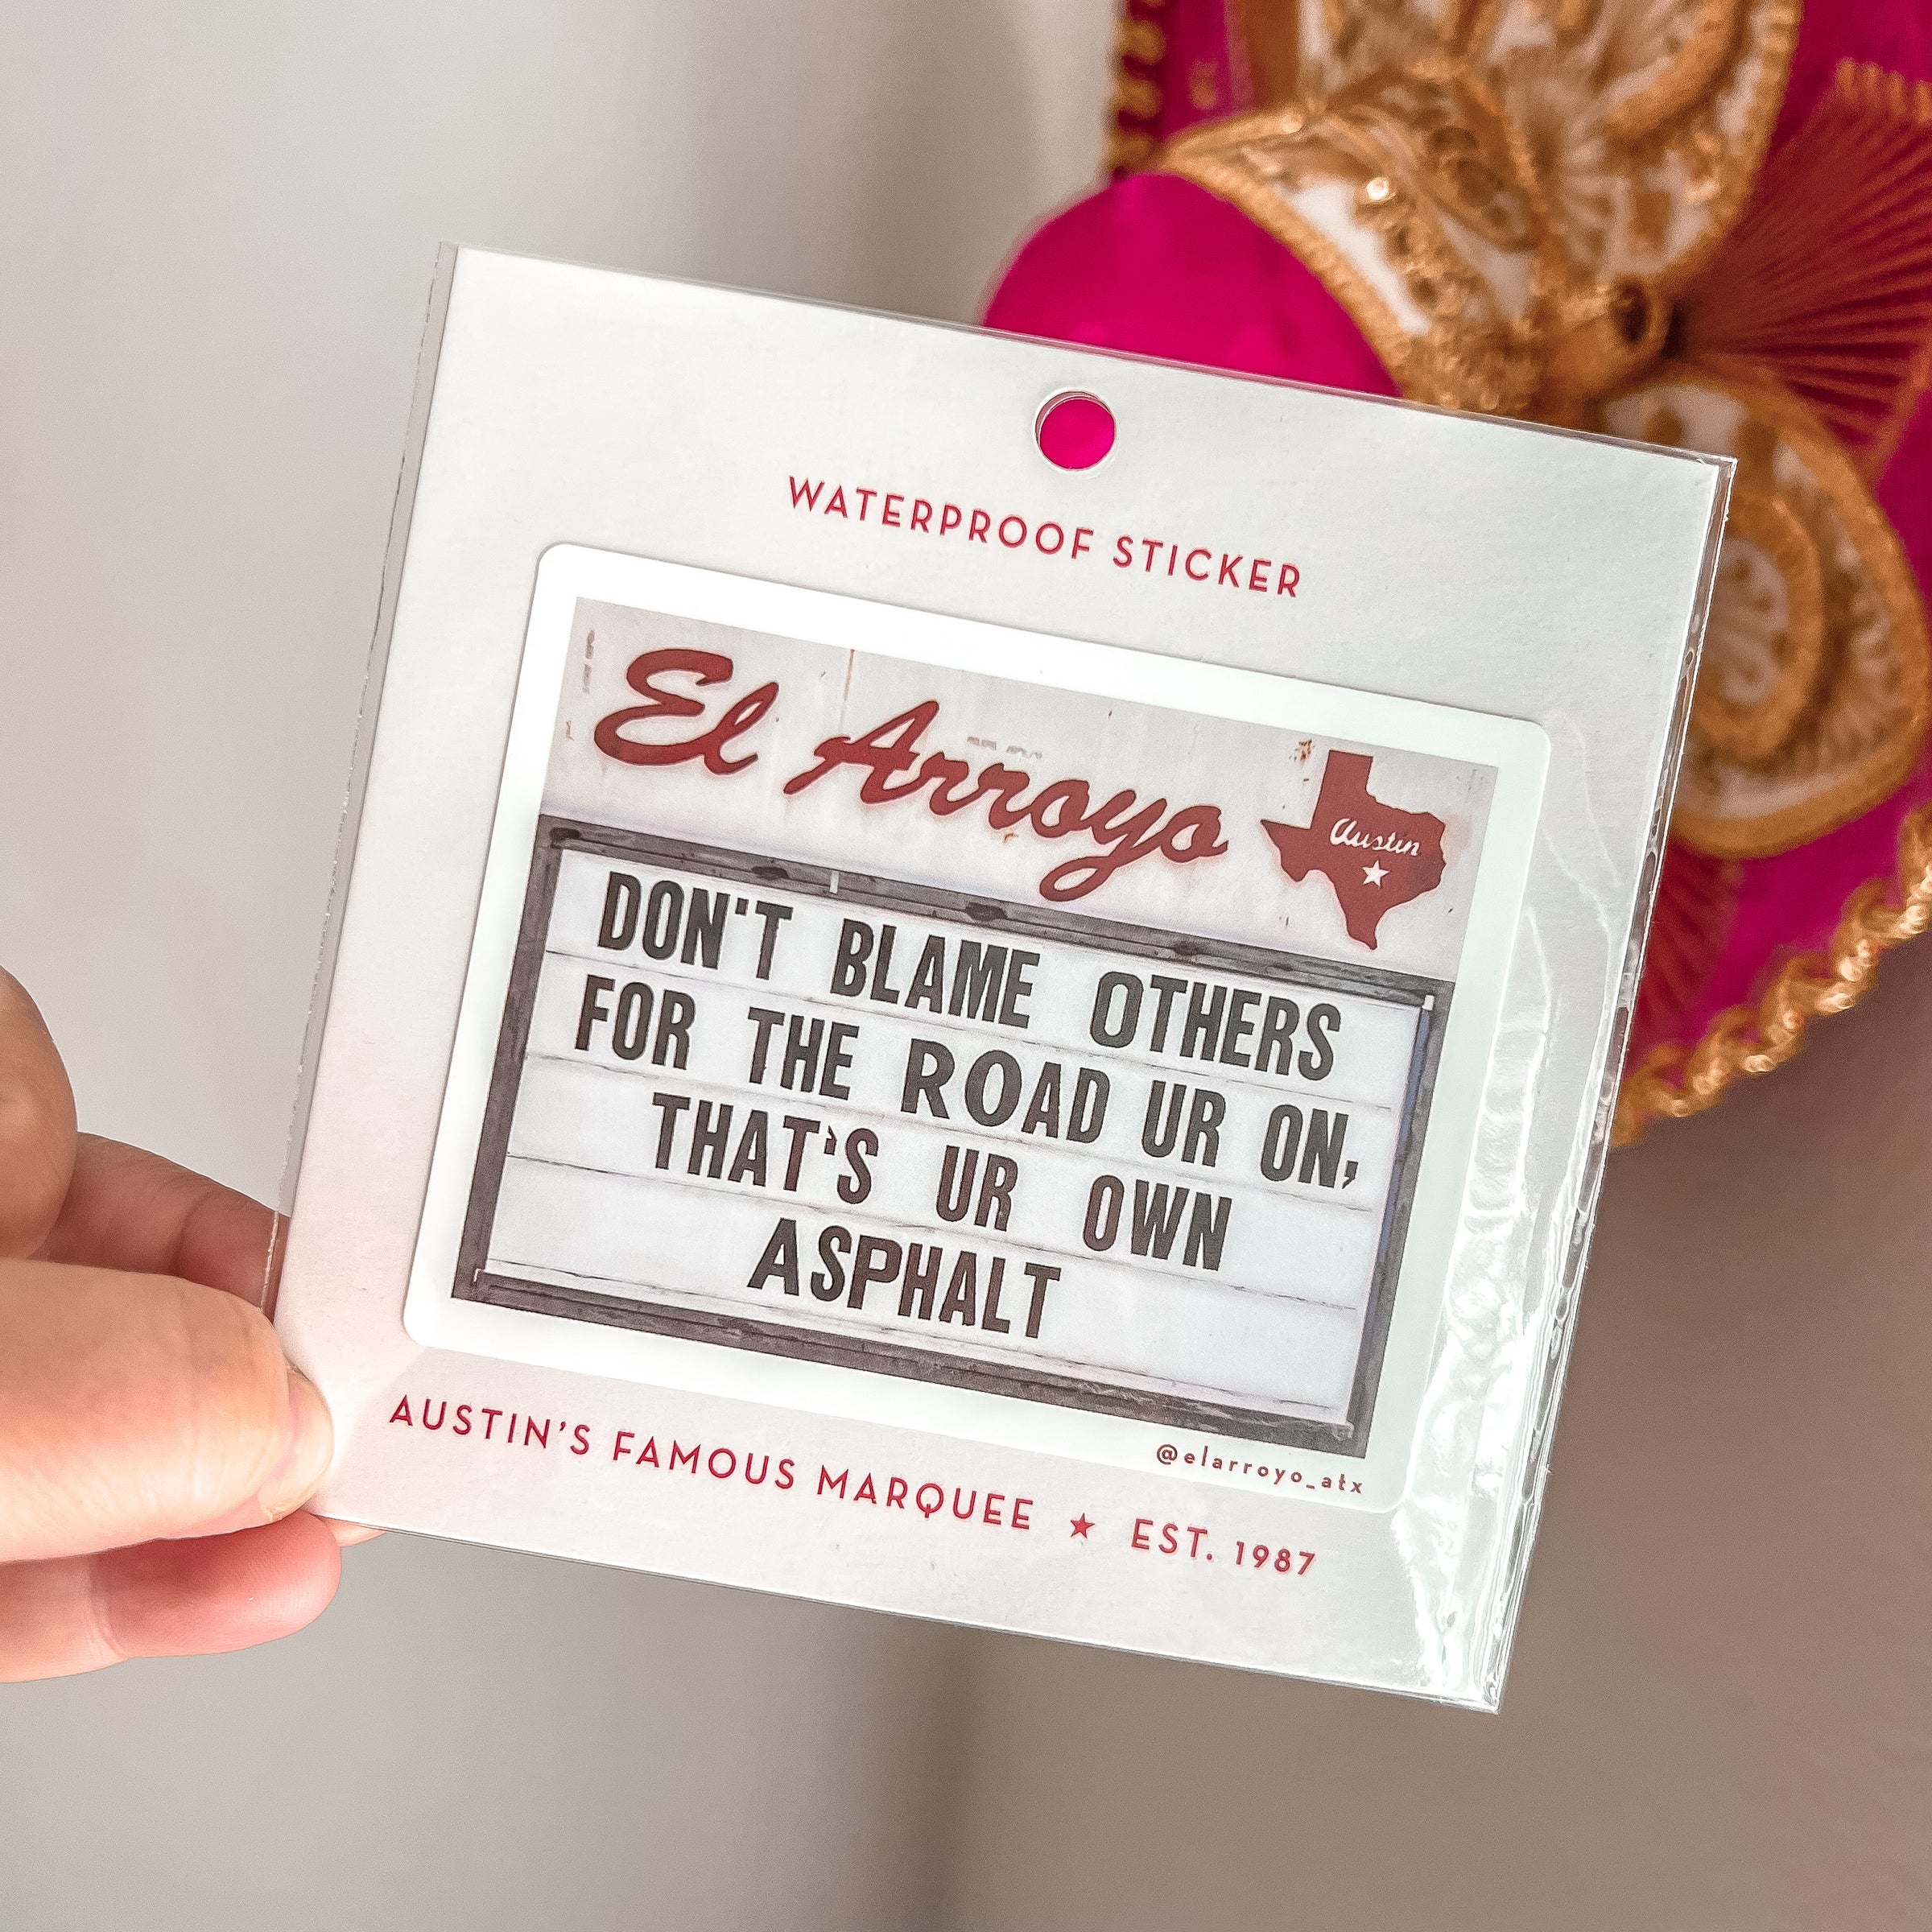 WATERPROOF STICKER
El Arroyo
Austin
DON'T BLAME OTHERS
FOR THE ROAD UR ON,
THAT'S UR OWN
ASPHALT
@elarroyo_atx
AUSTIN'S FAMOUS MARQUEE ★ EST. 1987